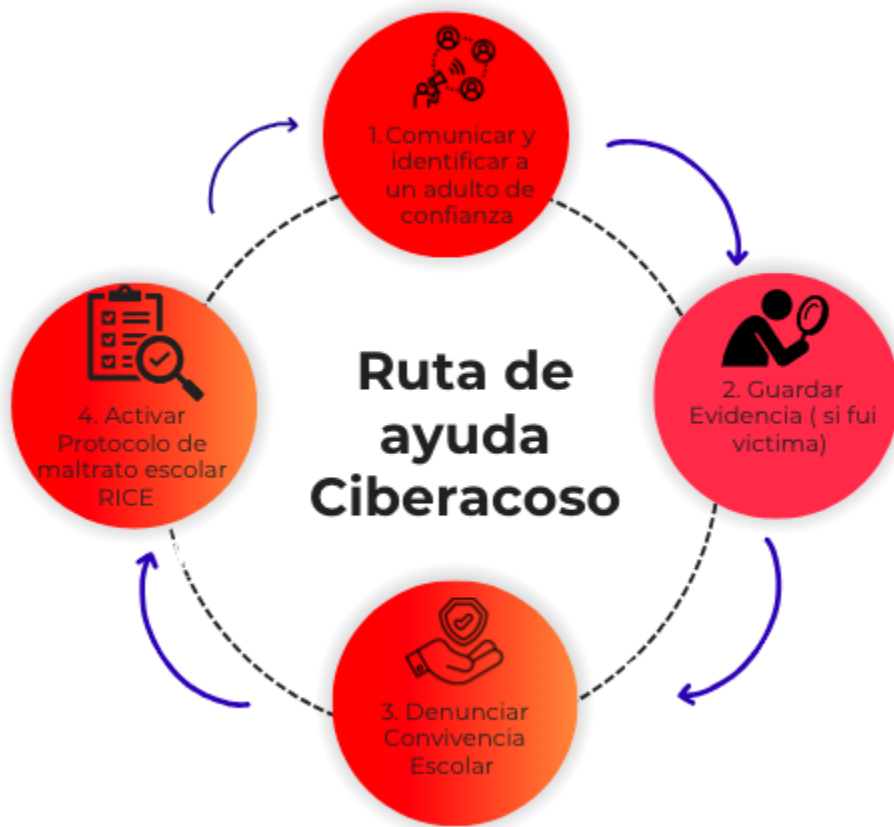 1. Comunicar y
identificar a
un adulto de
confianza
2. Guardar
Evidencia ( si fui
victima)
3. Denunciar
Convivencia
Escolar
4. Activar
Protocolo de
maltrato escolar
RICE
Ruta de
ayuda
Ciberacoso